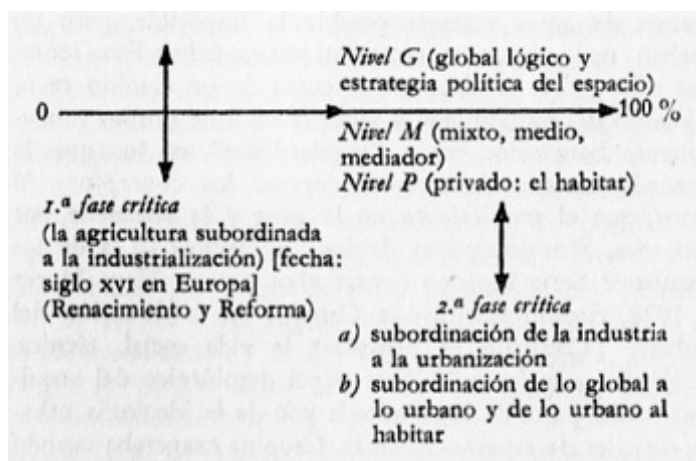 Nivel G (global lógico y
estrategia política del espacio)
0
100 %
Nivel M (mixto, medio,
mediador)
Nivel P (privado: el habitar)
1.ª fase crítica
(la agricultura subordinada
a la industrialización) [fecha:
siglo XVI en Europa]
(Renacimiento y Reforma)
2.ª fase crítica
a) subordinación de la industria
a la urbanización
b) subordinación de lo global a
lo urbano y de lo urbano al
habitar